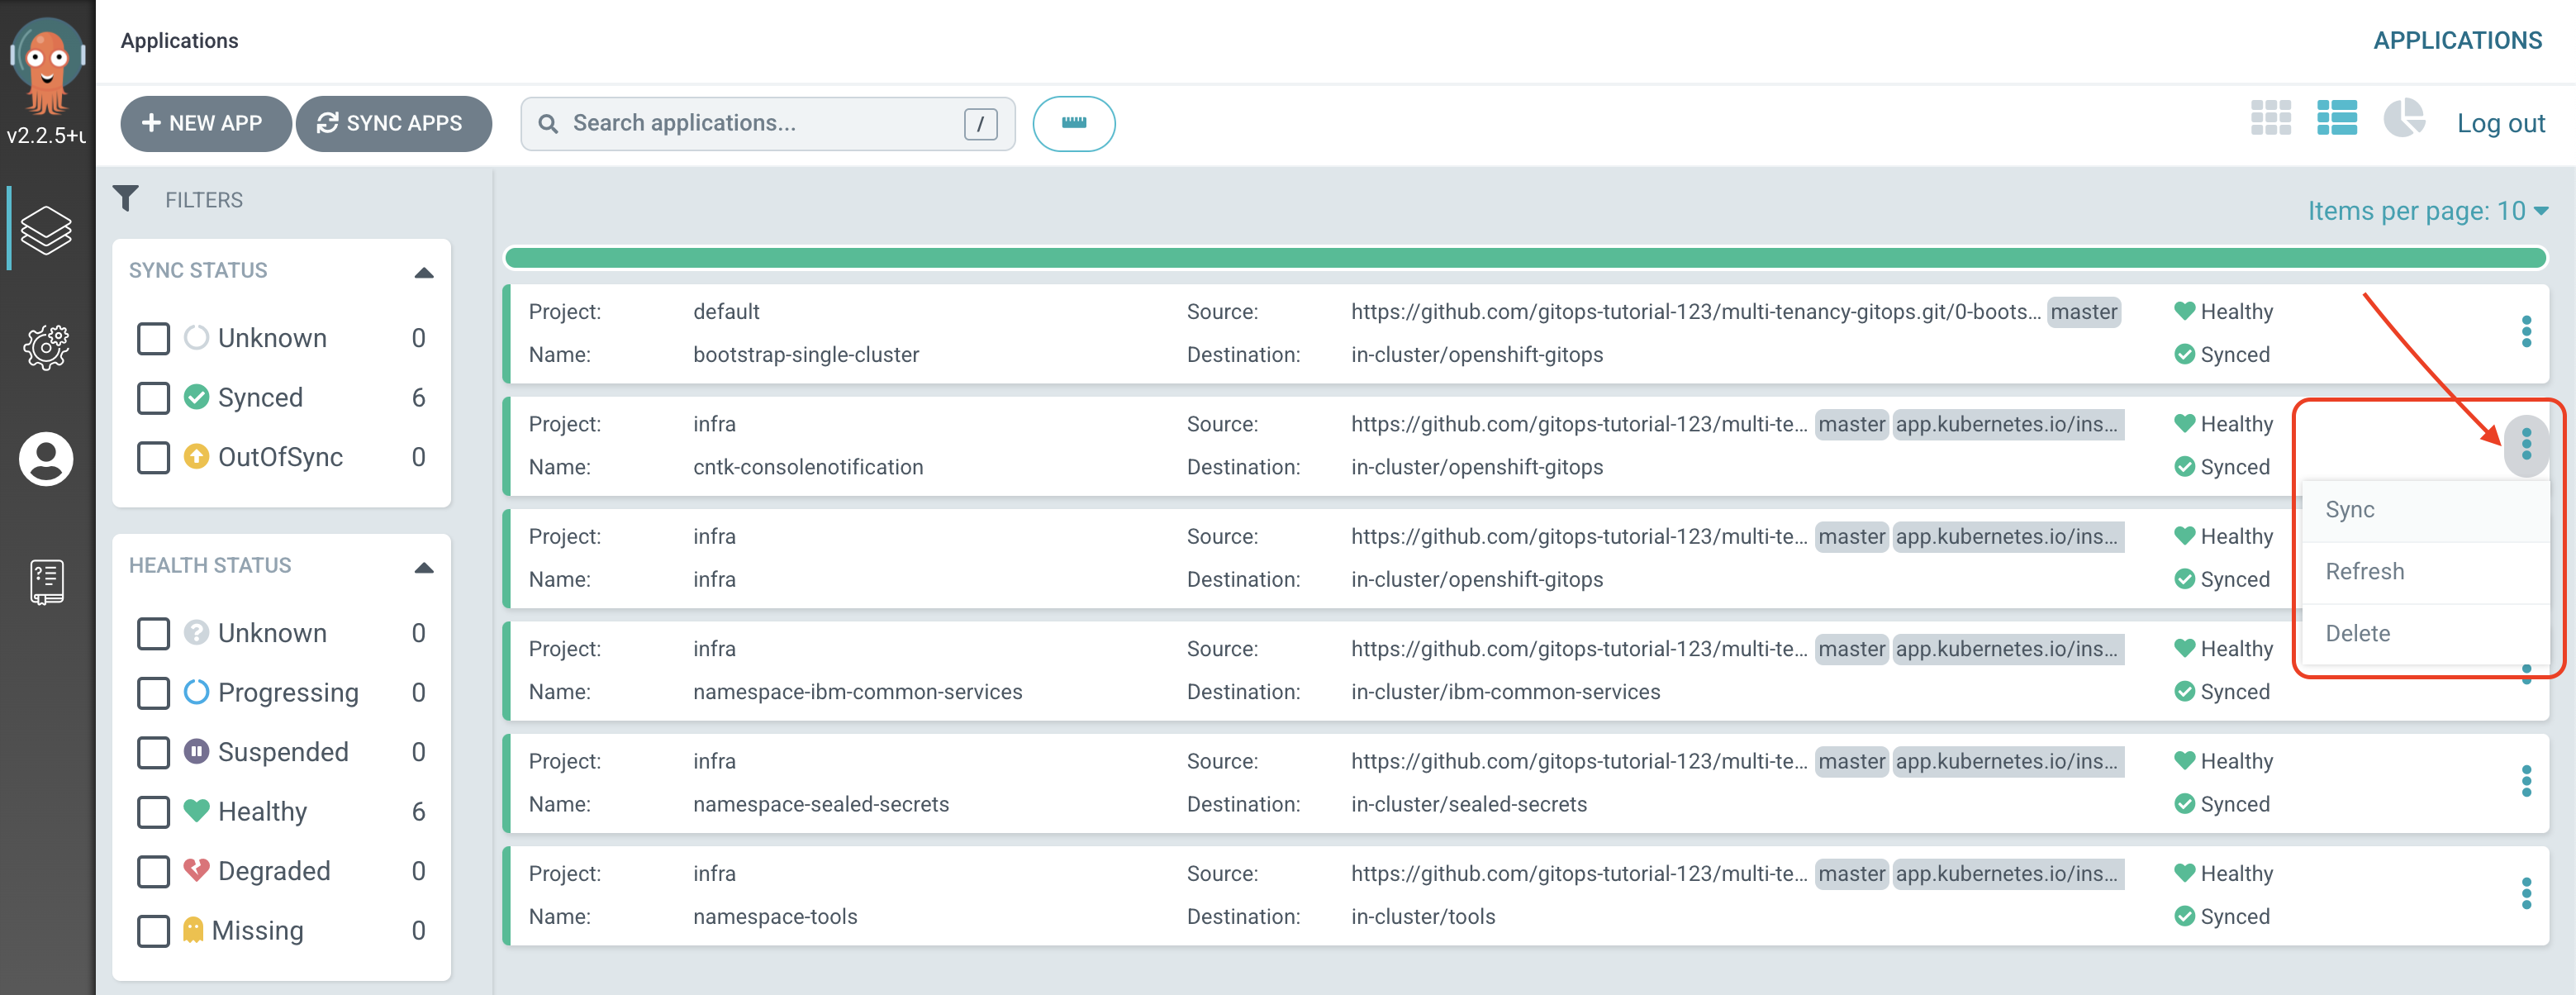 Applications
APPLICATIONS
v2.2.5+u
NEW APP
SYNC APPS
Search applications...
/
Log out
FILTERS
Items per page: 10
SYNC STATUS
Unknown 0
Synced 6
OutOfSync 0
HEALTH STATUS
Unknown 0
Progressing 0
Suspended 0
Healthy 6
Degraded 0
Missing 0
Project: default Source: https://github.com/gitops-tutorial-123/multi-tenancy-gitops.git/0-boots... master Healthy
Name: bootstrap-single-cluster Destination: in-cluster/openshift-gitops Synced
Project: infra Source: https://github.com/gitops-tutorial-123/multi-te... master app.kubernetes.io/ins... Healthy
Name: cntk-consolenotification Destination: in-cluster/openshift-gitops Synced
Sync
Refresh
Delete
Project: infra Source: https://github.com/gitops-tutorial-123/multi-te... master app.kubernetes.io/ins... Healthy
Name: infra Destination: in-cluster/openshift-gitops Synced
Project: infra Source: https://github.com/gitops-tutorial-123/multi-te... master app.kubernetes.io/ins... Healthy
Name: namespace-ibm-common-services Destination: in-cluster/ibm-common-services Synced
Project: infra Source: https://github.com/gitops-tutorial-123/multi-te... master app.kubernetes.io/ins... Healthy
Name: namespace-sealed-secrets Destination: in-cluster/sealed-secrets Synced
Project: infra Source: https://github.com/gitops-tutorial-123/multi-te... master app.kubernetes.io/ins... Healthy
Name: namespace-tools Destination: in-cluster/tools Synced